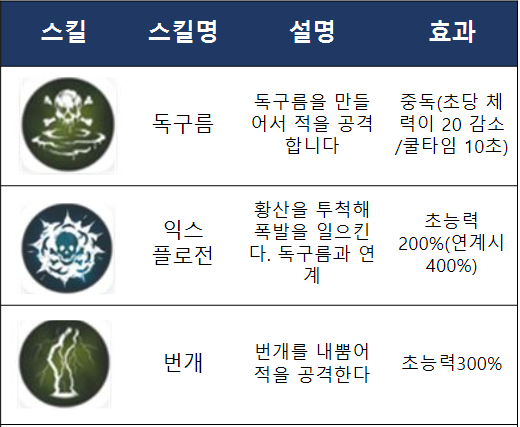 스킬 스킬명 설명 효과
독구름
독구름을 만들
어서 적을 공격
합니다
중독(초당 체
력이 20 감소
/쿨타임 10초)
익스
플로전
황산을 투척해
폭발을 일으킨
다. 독구름과 연
계
초능력
200%(연계시
400%)
번개
번개를 내뿜어
적을 공격한다
초능력300%